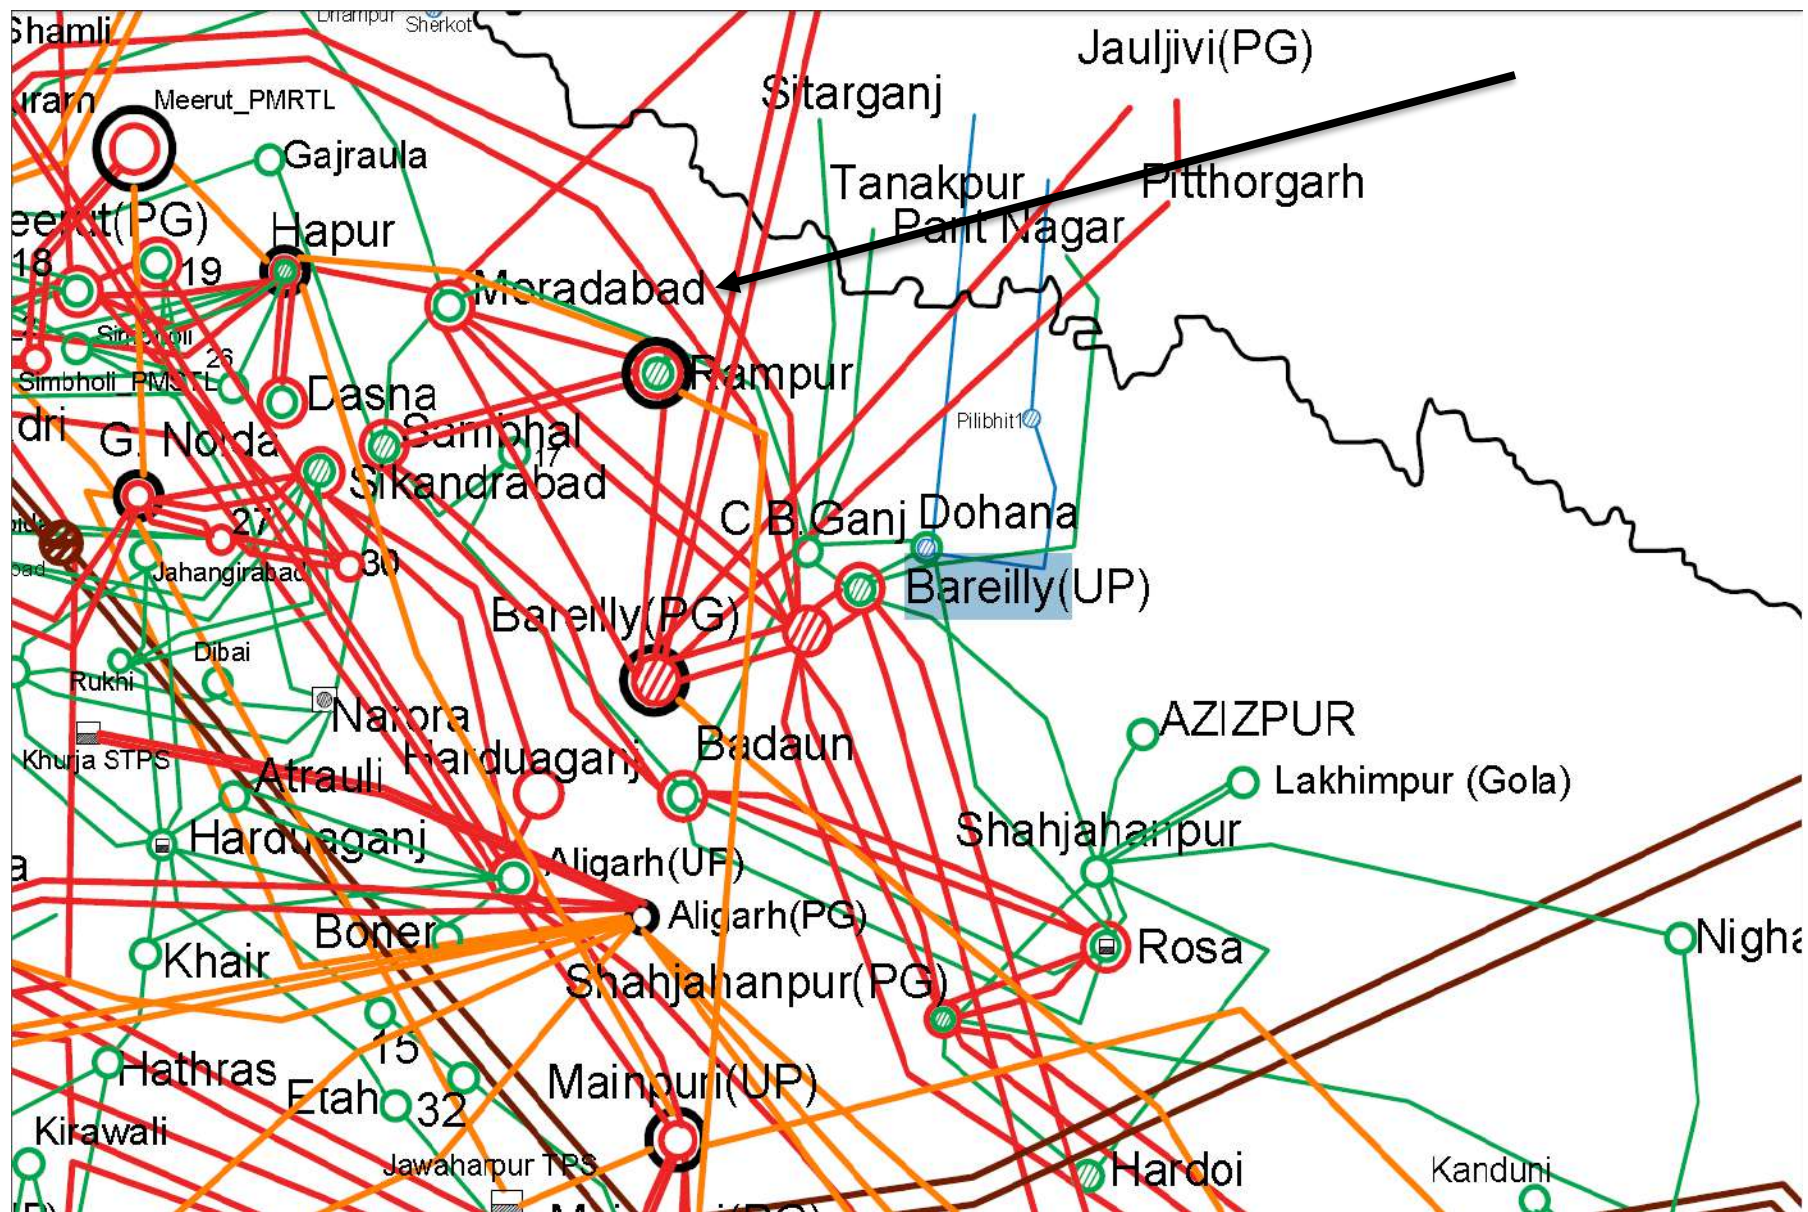 Sherkot
Shamli
Jauljivi(PG)
Sitarganj
Meerut_PMRTL
Gajraula
Tanakpur
Pitthorgarh
Pant Nagar
Hapur
18
19
Moradabad
Simbholi
26
Simbholi_PMSTL
Rampur
Dasna
G. Noida
Sambhal
17
Pilibhit1
Sikandrabad
27
C.B.Ganj
Dohana
30
Jahangirabad
Bareilly(UP)
Bareilly(PG)
Dibai
Rukhi
Narora
AZIZPUR
Khurja STPS
Harduaganj
Badaun
Atrauli
Lakhimpur (Gola)
Harduaganj
Shahjahanpur
Aligarh(UP)
Aligarh(PG)
Boner
Khair
Rosa
Shahjahanpur(PG)
15
Hathras
Etah
32
Mainpuri(UP)
Kirawali
Jawaharpur TPS
Hardoi
Kanduni